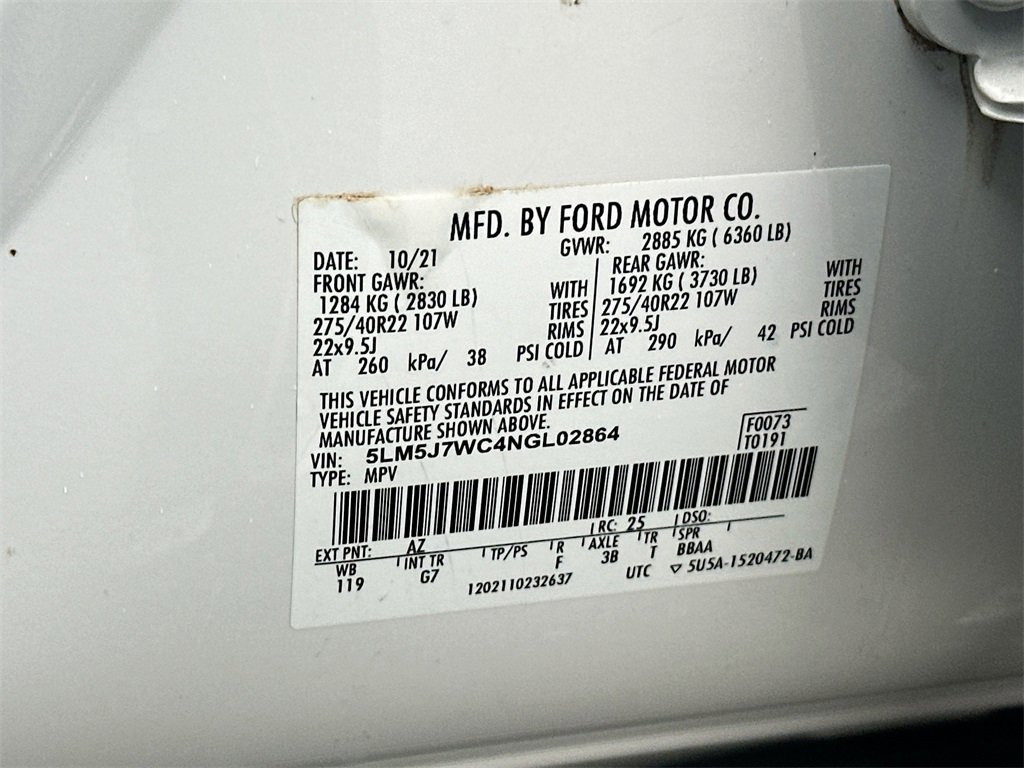 MFD. BY FORD MOTOR CO.
DATE: 10/21 GVWR: 2885 KG ( 6360 LB)
FRONT GAWR: REAR GAWR:
1284 KG ( 2830 LB) WITH 1692 KG ( 3730 LB) WITH
275/40R22 107W TIRES 275/40R22 107W TIRES
22x9.5J RIMS 22x9.5J RIMS
AT 260 kPa/ 38 PSI COLD AT 290 kPa/ 42 PSI COLD
THIS VEHICLE CONFORMS TO ALL APPLICABLE FEDERAL MOTOR
VEHICLE SAFETY STANDARDS IN EFFECT ON THE DATE OF
MANUFACTURE SHOWN ABOVE.
VIN: 5LM5J7WC4NGL02864 F0073
TYPE: MPV T0191
EXT PNT: AZ RC: 25 DSO:
WB INT TR TP/PS R AXLE TR SPR
119 G7 F 3B T BBAA
1202110232637 UTC ▽ 5U5A-1520472-BA